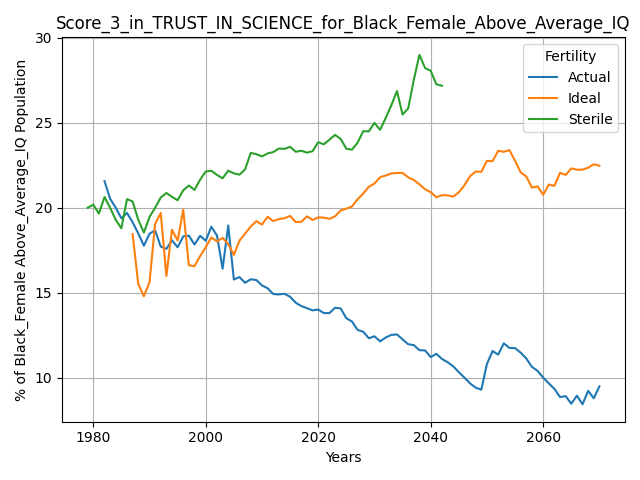 Score_3_in_TRUST_IN_SCIENCE_for_Black_Female_Above_Average_IQ
% of Black_Female Above_Average_IQ Population
30
25
20
15
10
Fertility
Actual
Ideal
Sterile
1980
2000
2020
2040
2060
Years